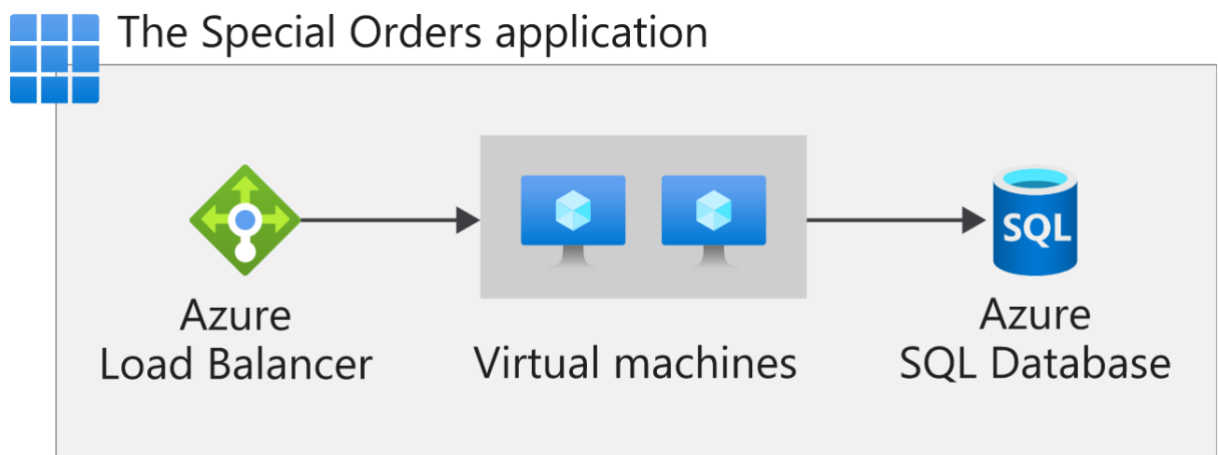 The Special Orders application
SQL
Azure
Load Balancer
Virtual machines
Azure
SQL Database